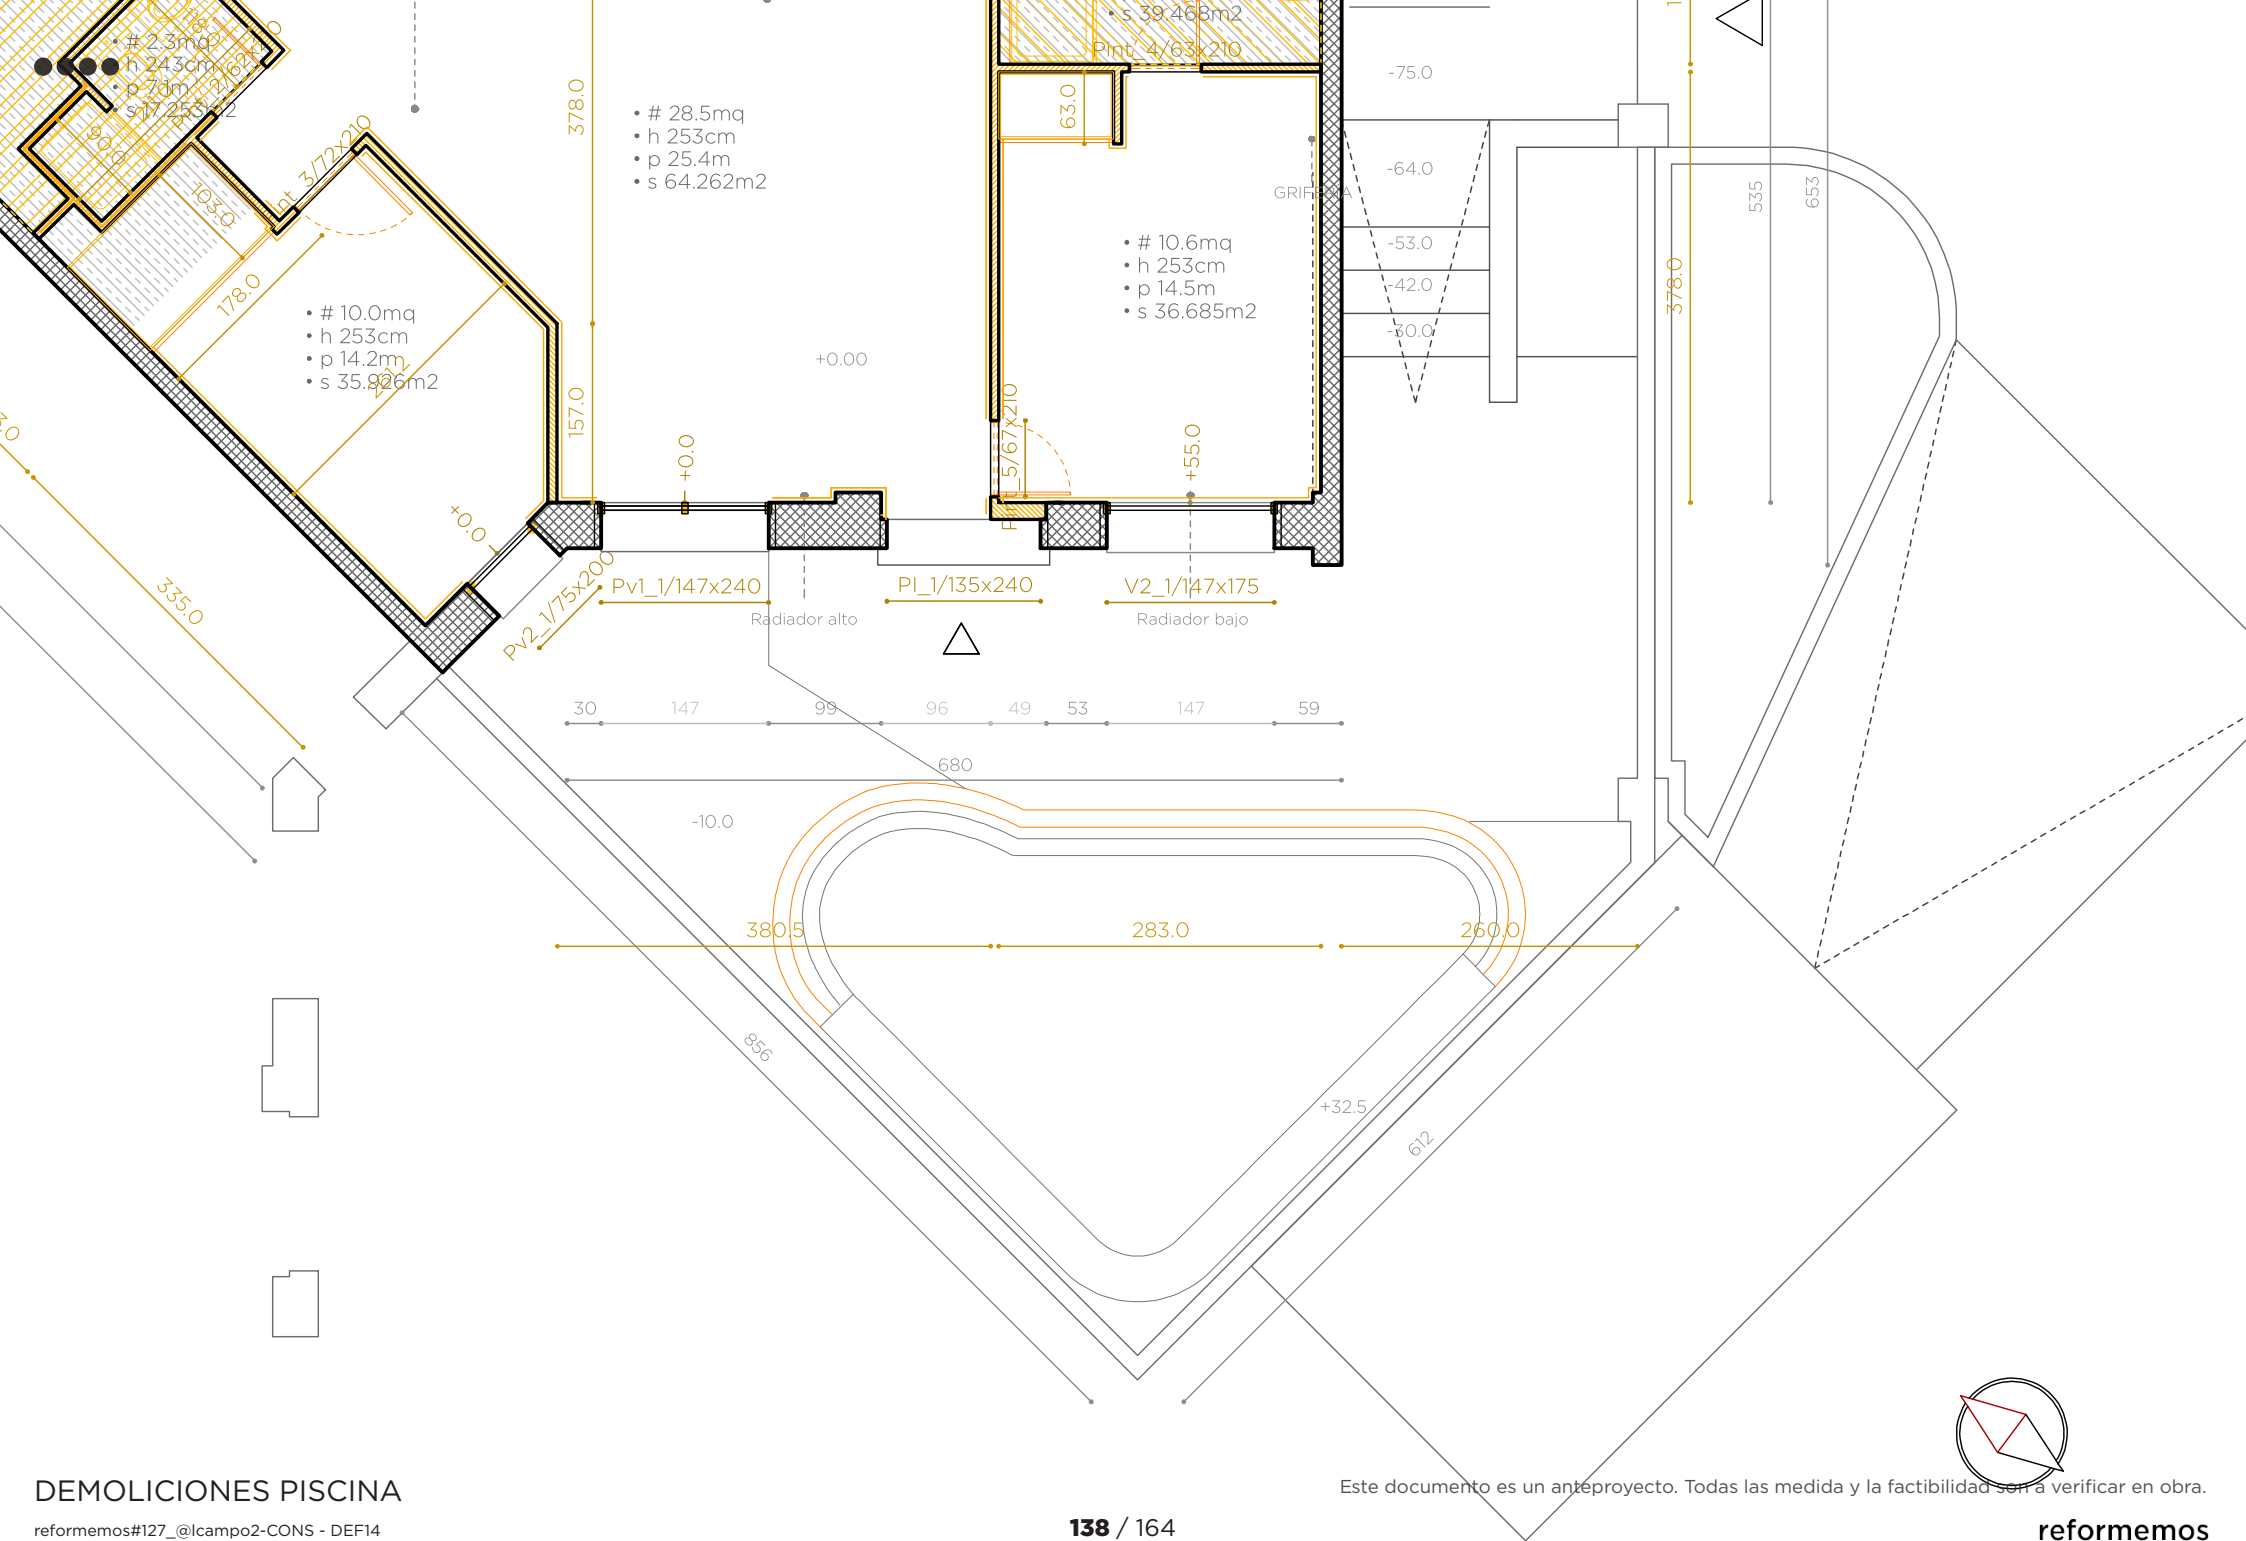 • s 39.468m2
Pint_4/63x210
• # 2.3mq
h 243cm
p 7dm
s 17.253m2
90.0
103.0
3/72x210
178.0
• # 10.0mq
• h 253cm
• p 14.2m
• s 35.826m2
378.0
• # 28.5mq
• h 253cm
• p 25.4m
• s 64.262m2
63.0
GRIFERIA
• # 10.6mq
• h 253cm
• p 14.5m
• s 36.685m2
+0.00
157.0
+0.0
+0.0
+55.0
-75.0
-64.0
-53.0
-42.0
-30.0
378.0
535
653
335.0
Pv2_1/75x200
Pv1_1/147x240
PI_1/135x240
V2_1/147x175
Radiador alto
Radiador bajo
30
147
99
96
49
53
147
59
680
-10.0
380.5
283.0
260.0
856
+32.5
612
DEMOLICIONES PISCINA
reformemos#127_@lcampo2-CONS - DEF14
138 / 164
Este documento es un anteproyecto. Todas las medida y la factibilidad son a verificar en obra.
reformemos